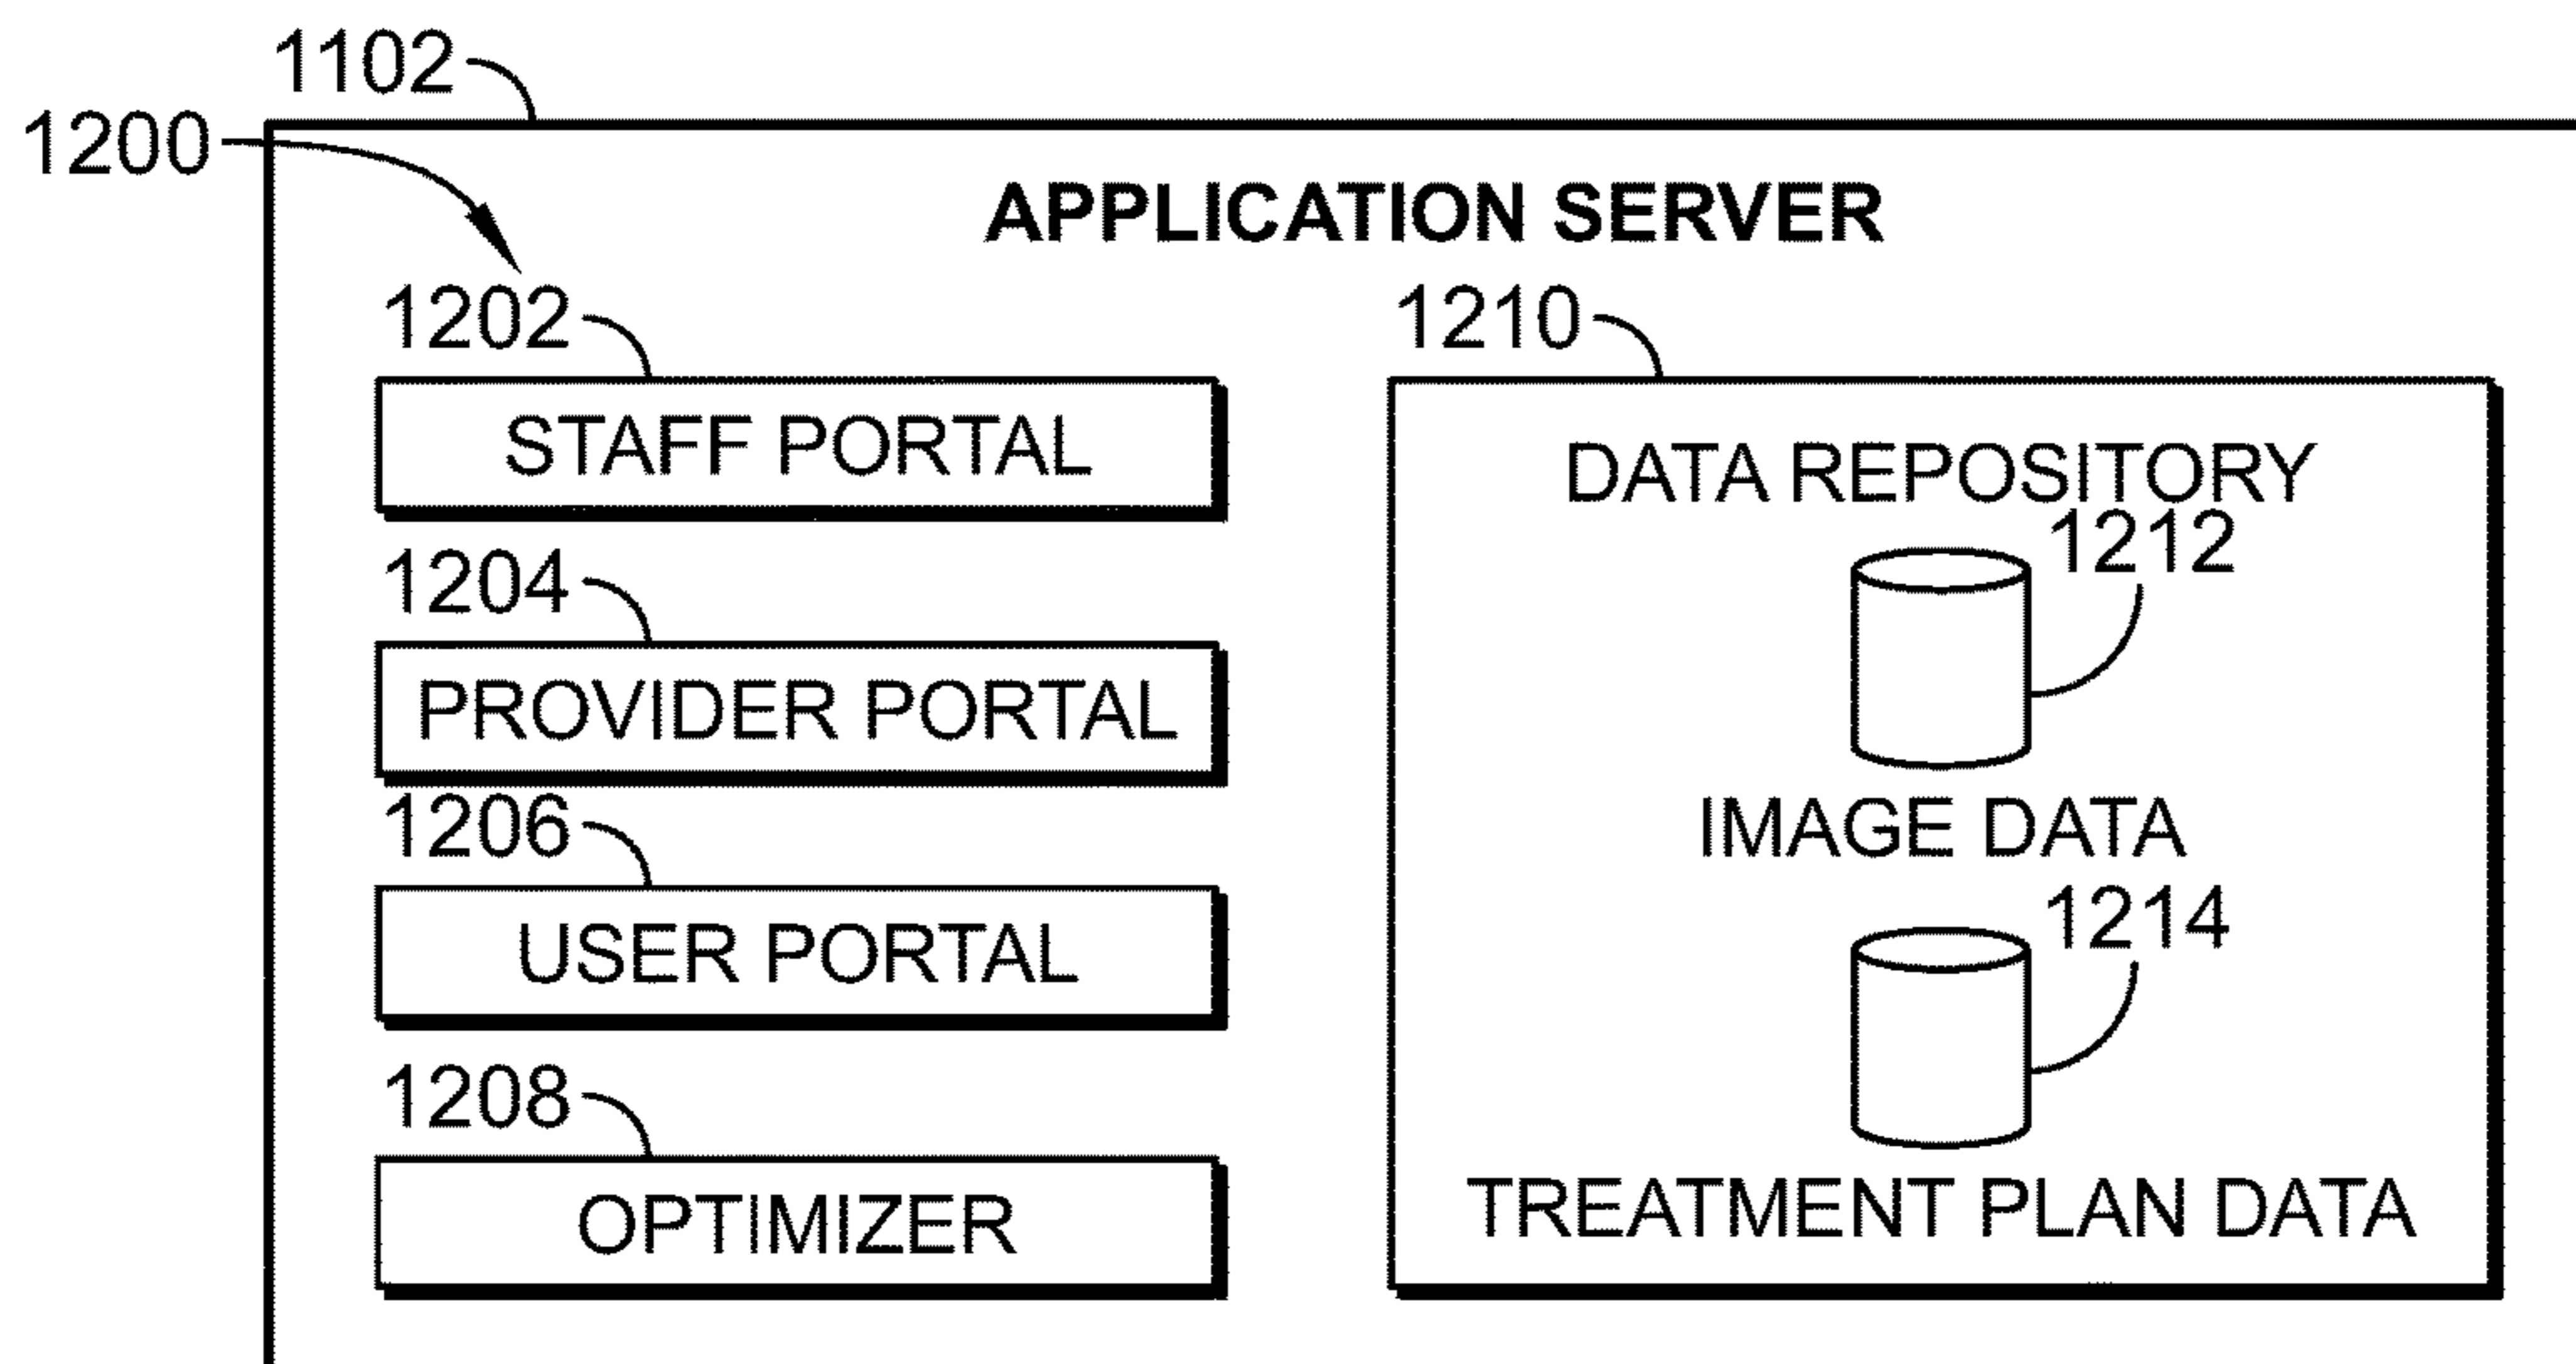 1102
1200
APPLICATION SERVER
1202
STAFF PORTAL
1204
PROVIDER PORTAL
1206
USER PORTAL
1208
OPTIMIZER
1210
DATA REPOSITORY
1212
IMAGE DATA
1214
TREATMENT PLAN DATA